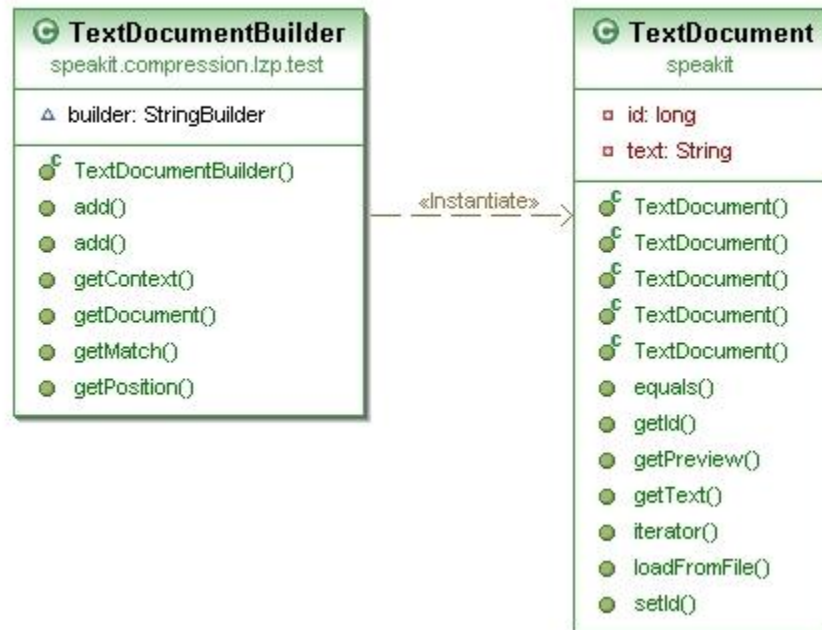 TextDocumentBuilder
speakit.compression.lzp.test
builder: StringBuilder
TextDocumentBuilder()
add()
add()
getContext()
getDocument()
getMatch()
getPosition()
«Instantiate»
TextDocument
speakit
id: long
text: String
TextDocument()
TextDocument()
TextDocument()
TextDocument()
TextDocument()
equals()
getId()
getPreview()
getText()
iterator()
loadFromFile()
setId()